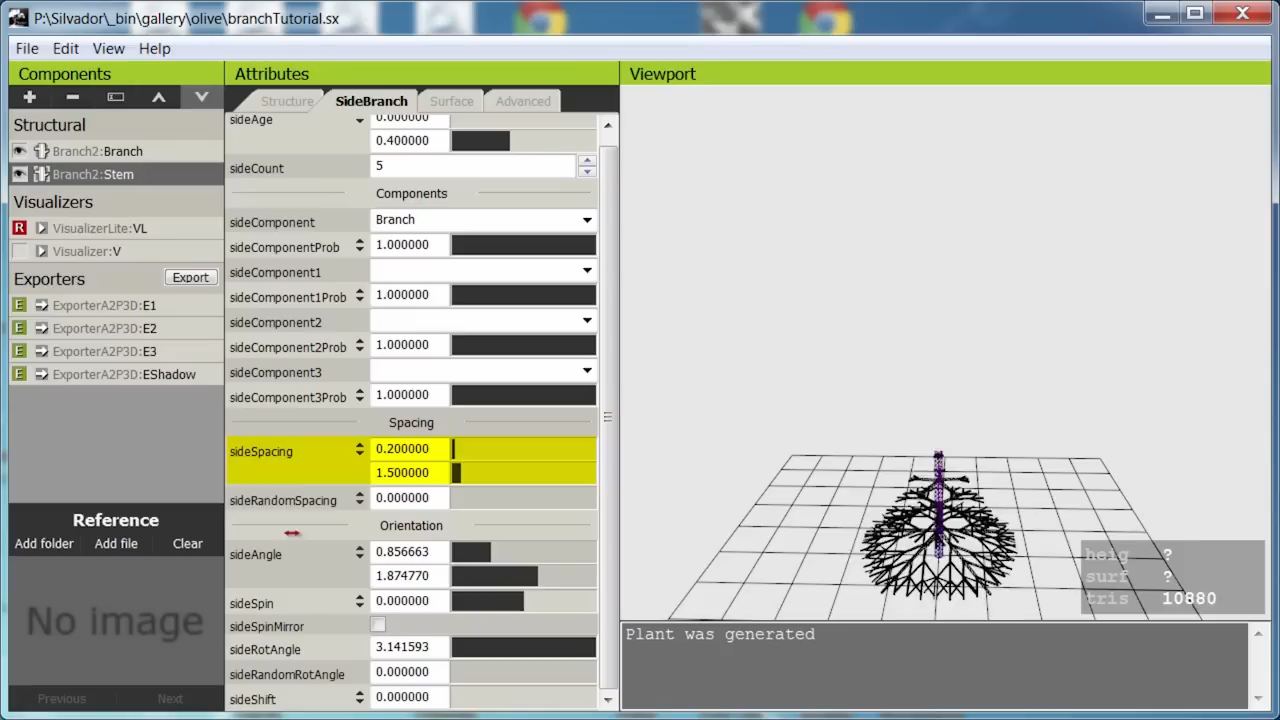 P:\Silvador\_bin\gallery\olive\branchTutorial.sx
File Edit View Help
Components
Structural
Branch2:Branch
Branch2:Stem
Visualizers
R VisualizerLite:VL
Visualizer:V
Exporters Export
E ExporterA2P3D:E1
E ExporterA2P3D:E2
E ExporterA2P3D:E3
E ExporterA2P3D:EShadow
Reference
Add folder Add file Clear
No image
Previous Next
Attributes
Structure SideBranch Surface Advanced
sideAge 0.000000
0.400000
sideCount 5
Components
sideComponent Branch
sideComponentProb 1.000000
sideComponent1
sideComponent1Prob 1.000000
sideComponent2
sideComponent2Prob 1.000000
sideComponent3
sideComponent3Prob 1.000000
Spacing
sideSpacing 0.200000
1.500000
sideRandomSpacing 0.000000
Orientation
sideAngle 0.856663
1.874770
sideSpin 0.000000
sideSpinMirror
sideRotAngle 3.141593
sideRandomRotAngle 0.000000
sideShift 0.000000
Viewport
heig ?
surf ?
tris 10880
Plant was generated